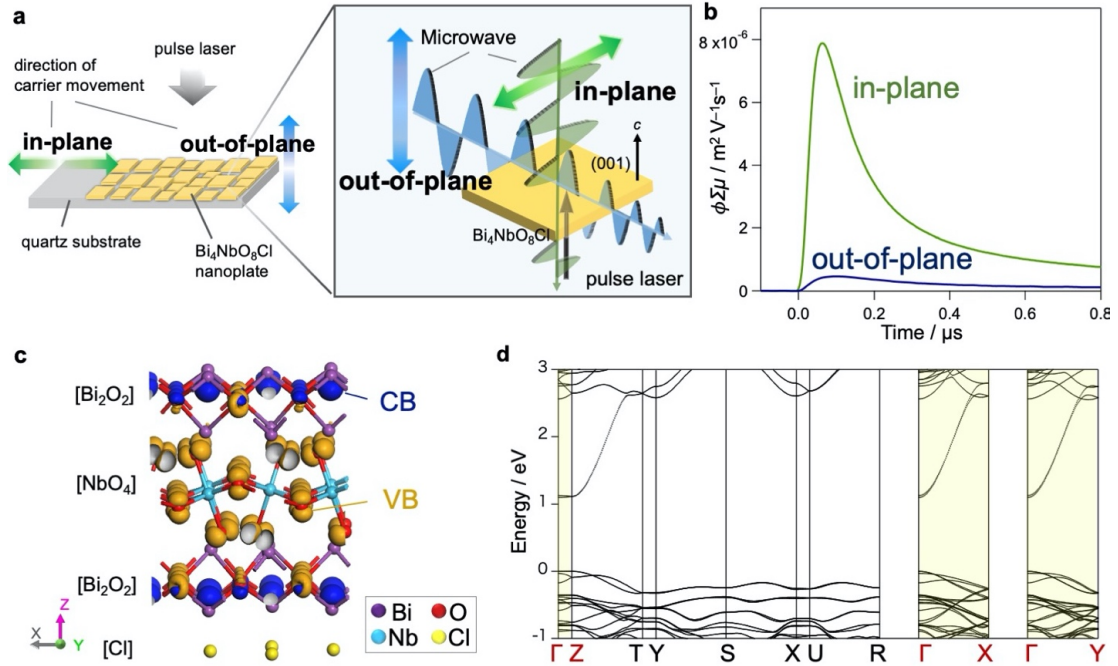 a
pulse laser
direction of
carrier movement
in-plane
out-of-plane
quartz substrate
Bi₄NbO₈Cl
nanoplate
Microwave
in-plane
out-of-plane
c
(001)
Bi₄NbO₈Cl
pulse laser
b
8 x10⁻⁶
6
4
2
0
ϕΣμ / m² V⁻¹s⁻¹
in-plane
out-of-plane
0.0
0.2
0.4
0.6
0.8
Time / μs
c
[Bi₂O₂]
CB
[NbO₄]
VB
[Bi₂O₂]
[Cl]
Z
X
Y
Bi
O
Nb
Cl
d
3
2
1
0
-1
Energy / eV
Γ Z T Y S X U R Γ X Γ Y